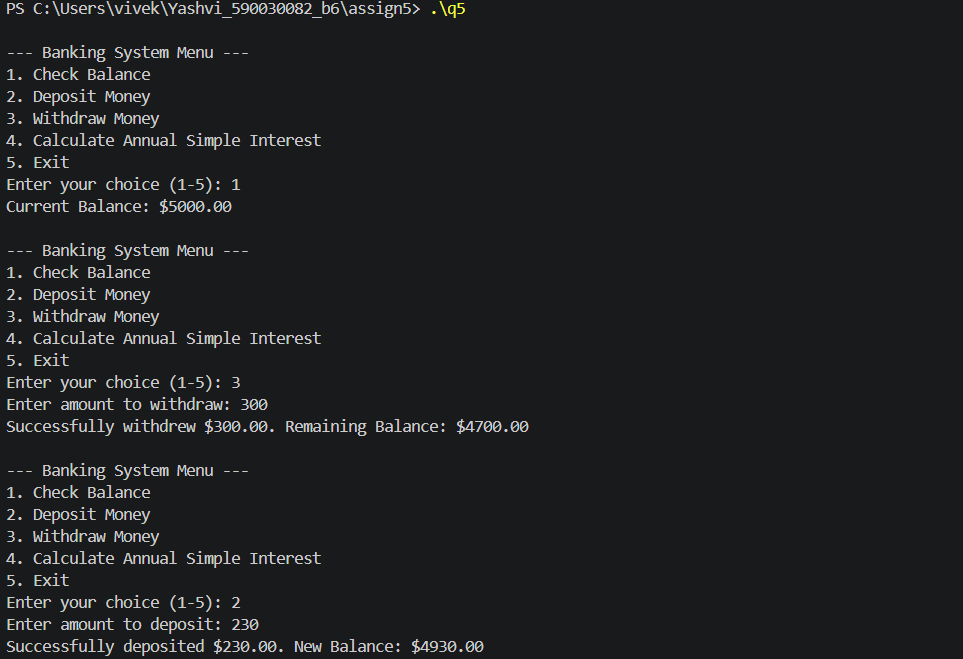 PS C:\Users\vivek\Yashvi_590030082_b6\assign5> .\q5
--- Banking System Menu ---
1. Check Balance
2. Deposit Money
3. Withdraw Money
4. Calculate Annual Simple Interest
5. Exit
Enter your choice (1-5): 1
Current Balance: $5000.00
--- Banking System Menu ---
1. Check Balance
2. Deposit Money
3. Withdraw Money
4. Calculate Annual Simple Interest
5. Exit
Enter your choice (1-5): 3
Enter amount to withdraw: 300
Successfully withdrew $300.00. Remaining Balance: $4700.00
--- Banking System Menu ---
1. Check Balance
2. Deposit Money
3. Withdraw Money
4. Calculate Annual Simple Interest
5. Exit
Enter your choice (1-5): 2
Enter amount to deposit: 230
Successfully deposited $230.00. New Balance: $4930.00